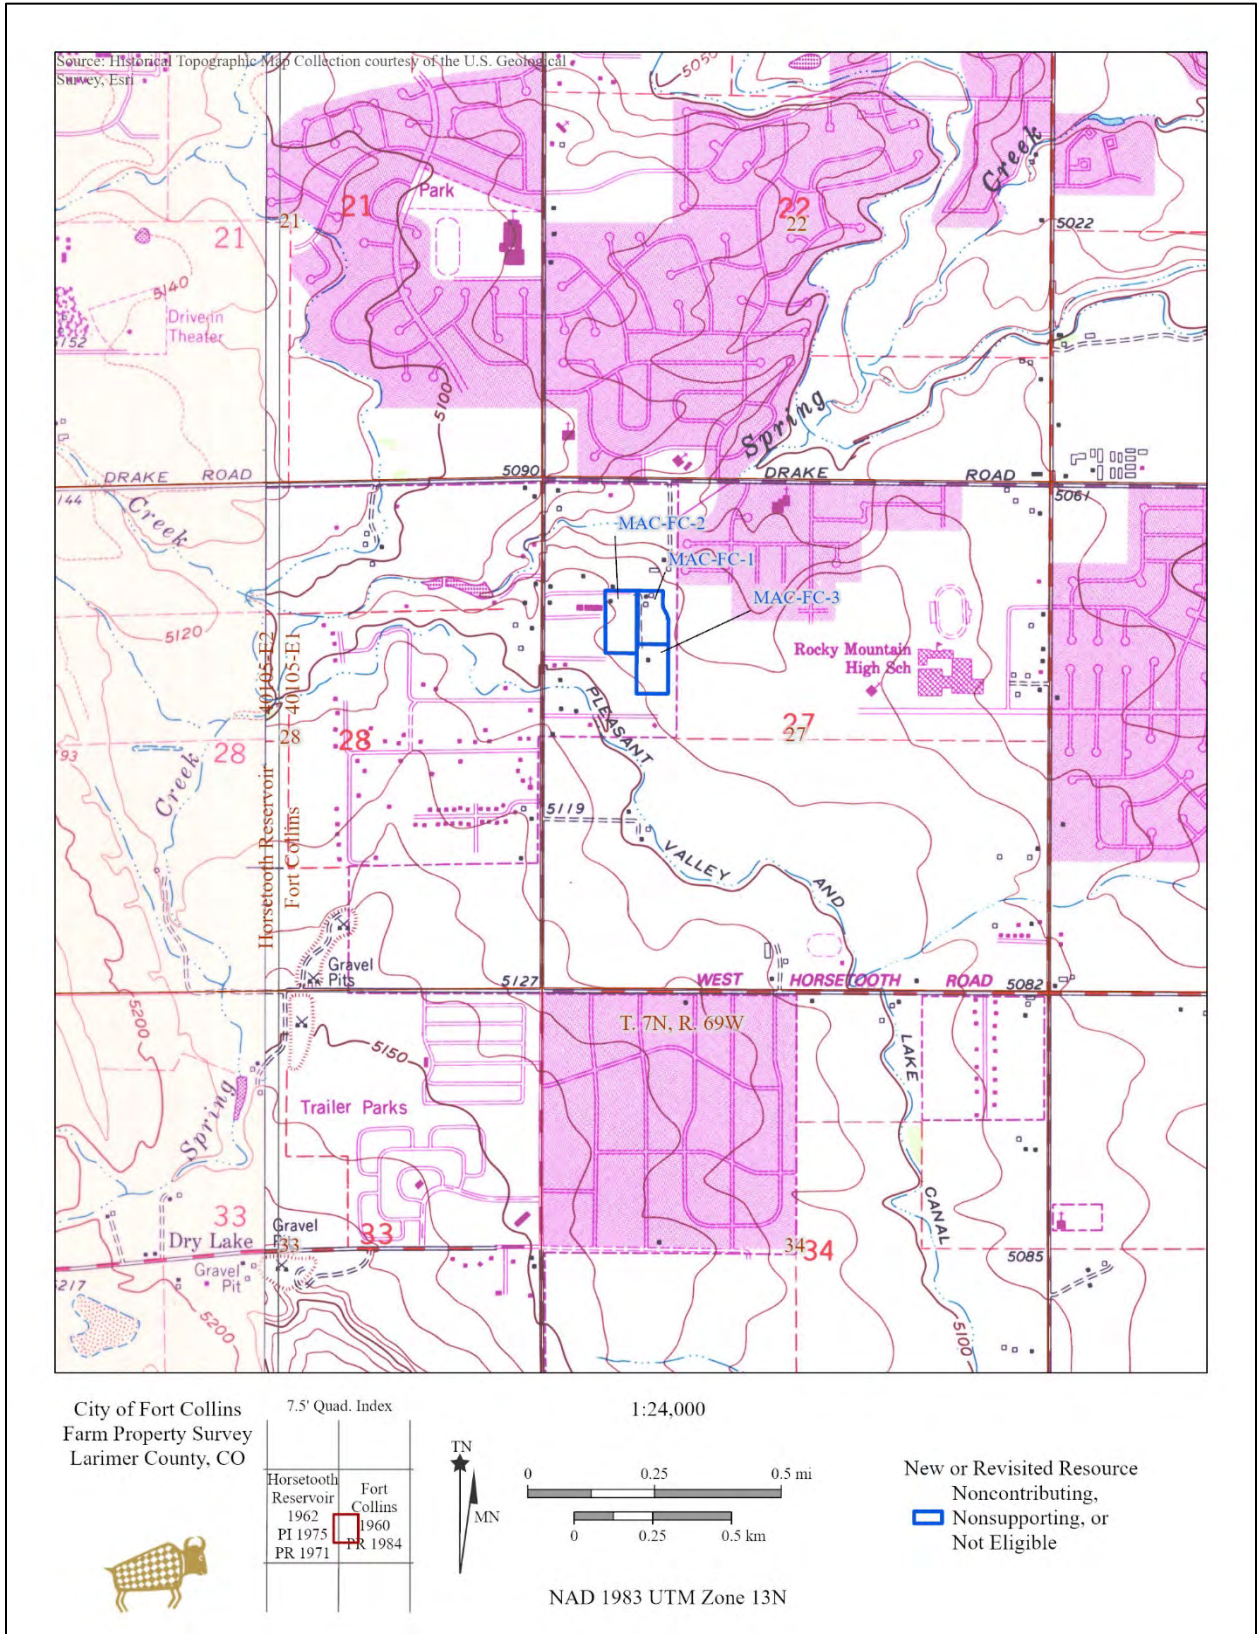 Source: Historical Topographic Map Collection courtesy of the U.S. Geological
Survey, Esri
5050
Creek
Park
21
21
21
22
22
5022
5140
Drive-in
Theater
5152
5100
Spring
5090
DRAKE ROAD
DRAKE ROAD
144
5061
Creek
MAC-FC-2
MAC-FC-1
MAC-FC-3
5120
40105-E2
40105-E1
Rocky Mountain
High Sch
PLEASANT
28
28
28
27
27
Creek
Horsetooth Reservoir
Fort Collins
5119
VALLEY
AND
Gravel
Pits
5127
WEST HORSETOOTH ROAD
5082
5200
T. 7N, R. 69W
5150
LAKE
Trailer Parks
Spring
CANAL
33
33
33
Dry Lake
Gravel
34
34
5085
Gravel
Pit
5217
5200
5100
City of Fort Collins
Farm Property Survey
Larimer County, CO
7.5' Quad. Index
Horsetooth
Reservoir
1962
PI 1975
PR 1971
Fort
Collins
1960
PR 1984
TN
MN
1:24,000
0 0.25 0.5 mi
0 0.25 0.5 km
NAD 1983 UTM Zone 13N
New or Revisited Resource
Noncontributing,
Nonsupporting, or
Not Eligible